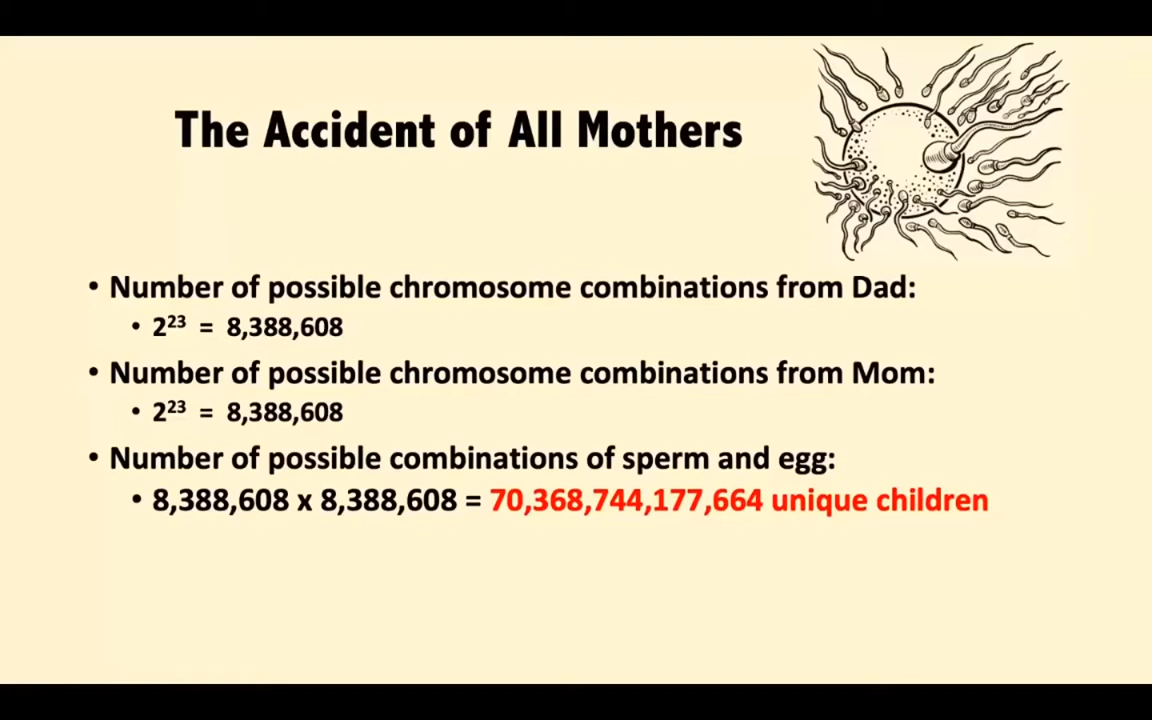 The Accident of All Mothers
• Number of possible chromosome combinations from Dad:
• 2²³ = 8,388,608
• Number of possible chromosome combinations from Mom:
• 2²³ = 8,388,608
• Number of possible combinations of sperm and egg:
• 8,388,608 x 8,388,608 = 70,368,744,177,664 unique children